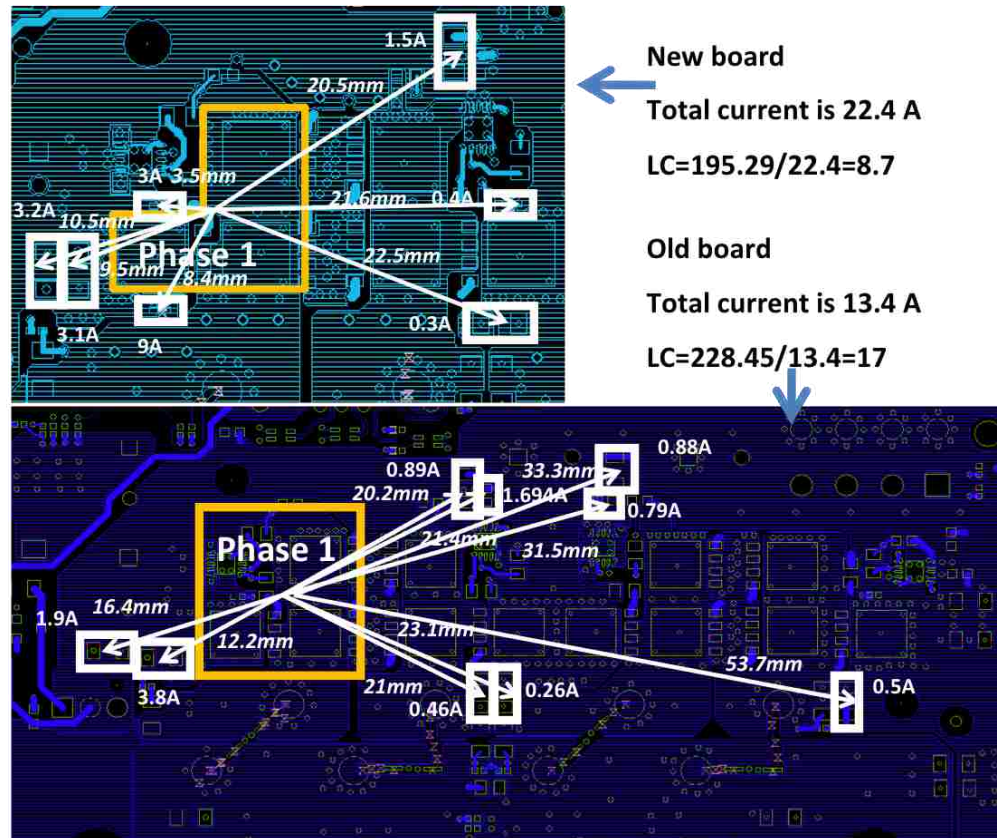 1.5A
20.5mm
3A
3.5mm
21.6mm
0.4A
3.2A
10.5mm
Phase 1
9.5mm
22.5mm
8.4mm
0.3A
3.1A
9A
New board
Total current is 22.4 A
LC=195.29/22.4=8.7
Old board
Total current is 13.4 A
LC=228.45/13.4=17
0.88A
0.89A
33.3mm
20.2mm
1.694A
0.79A
Phase 1
21.4mm
31.5mm
1.9A
16.4mm
12.2mm
23.1mm
53.7mm
21mm
3.8A
0.46A
0.26A
0.5A